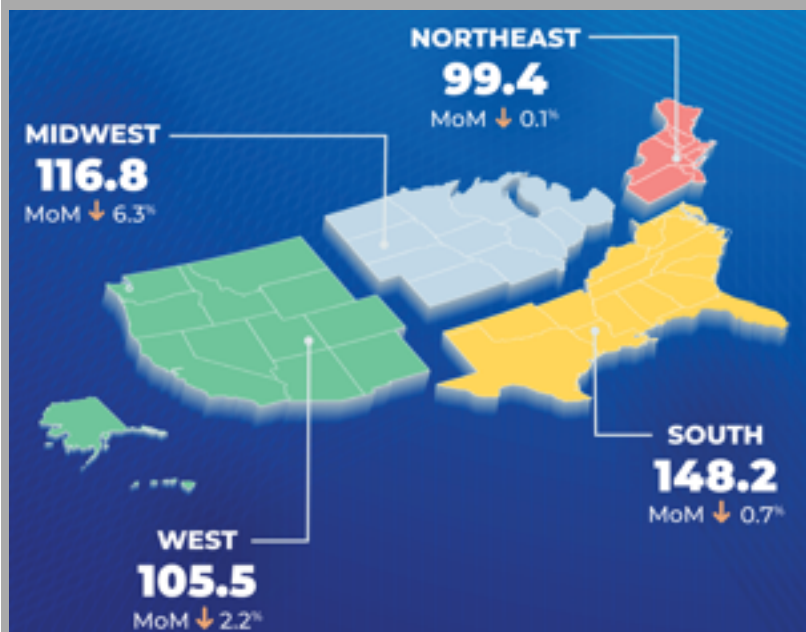 NORTHEAST
99.4
MoM ↓ 0.1%
MIDWEST
116.8
MoM ↓ 6.3%
SOUTH
148.2
MoM ↓ 0.7%
WEST
105.5
MoM ↓ 2.2%